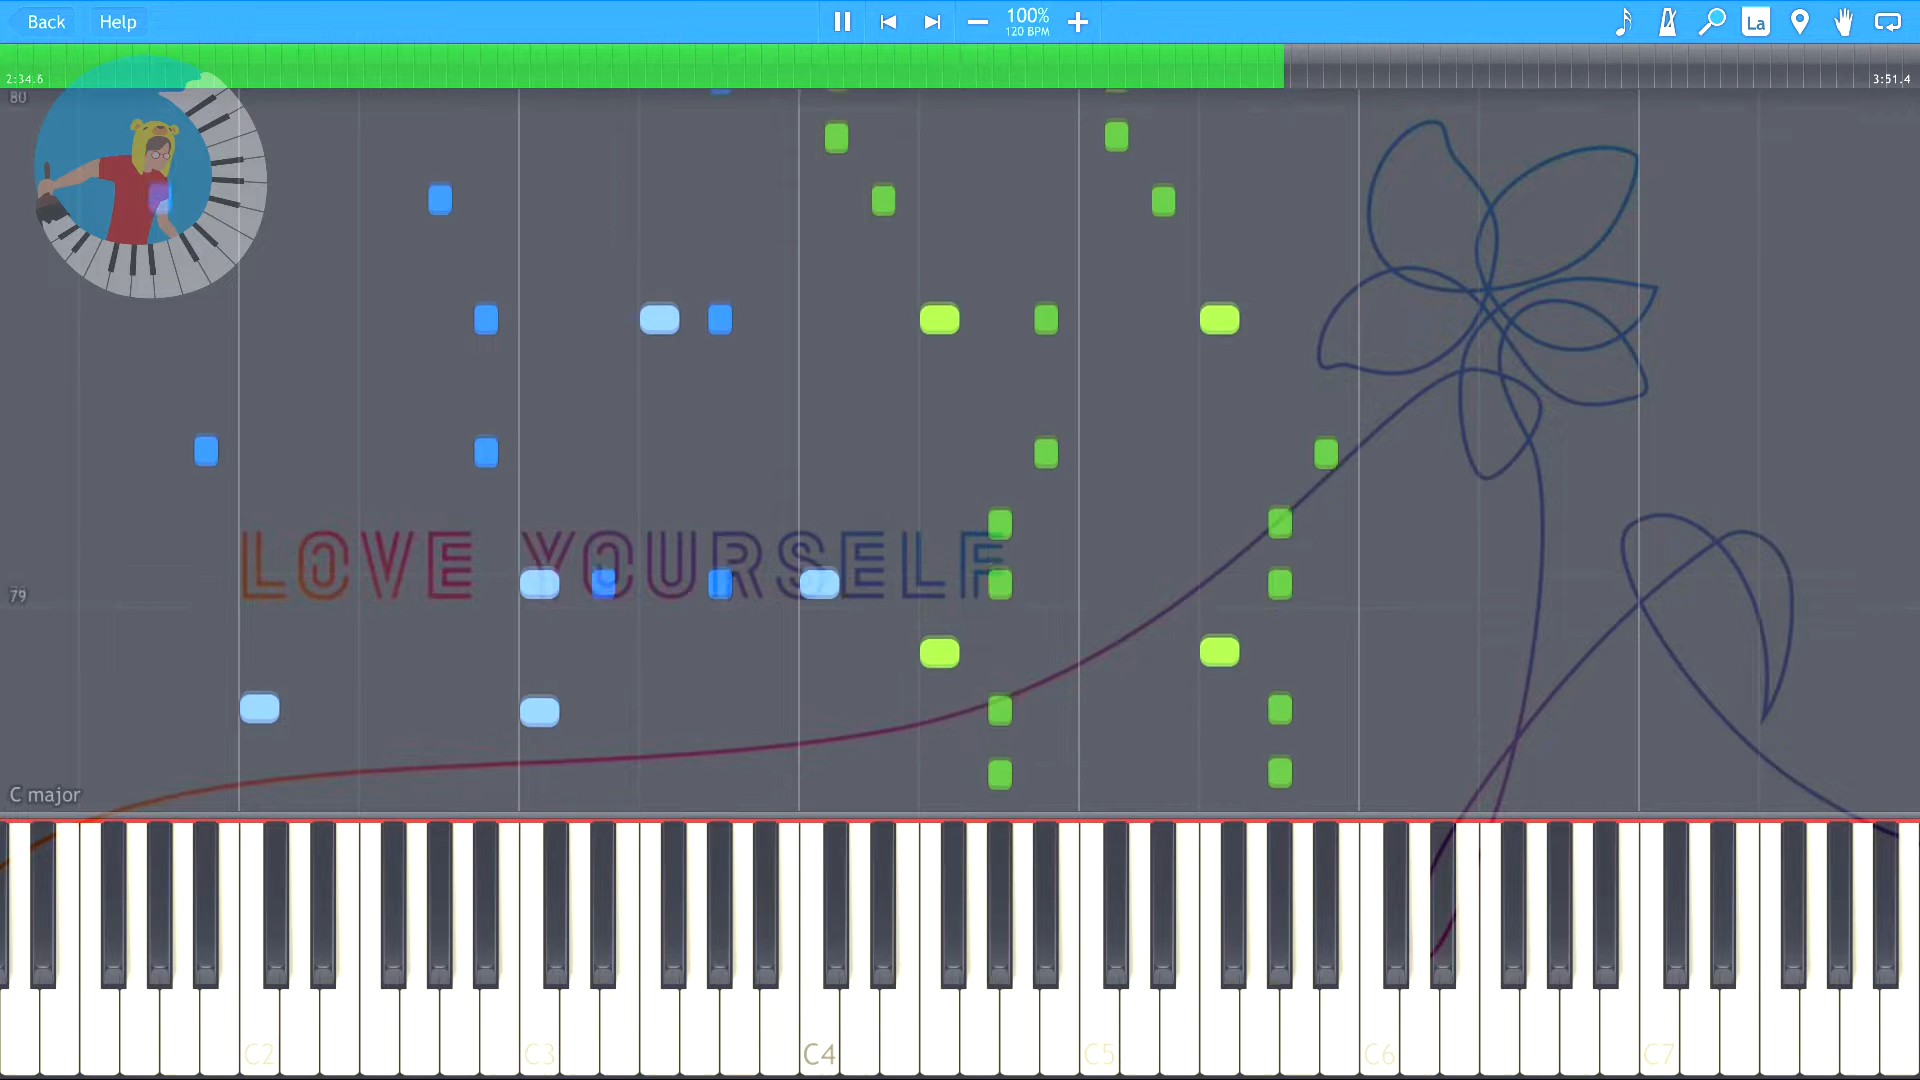 Back Help 100% La
120 BPM
2:34.6 3:51.4
80
LOVE YOURSELF
79
C major
C2 C3 C4 C5 C6 C7